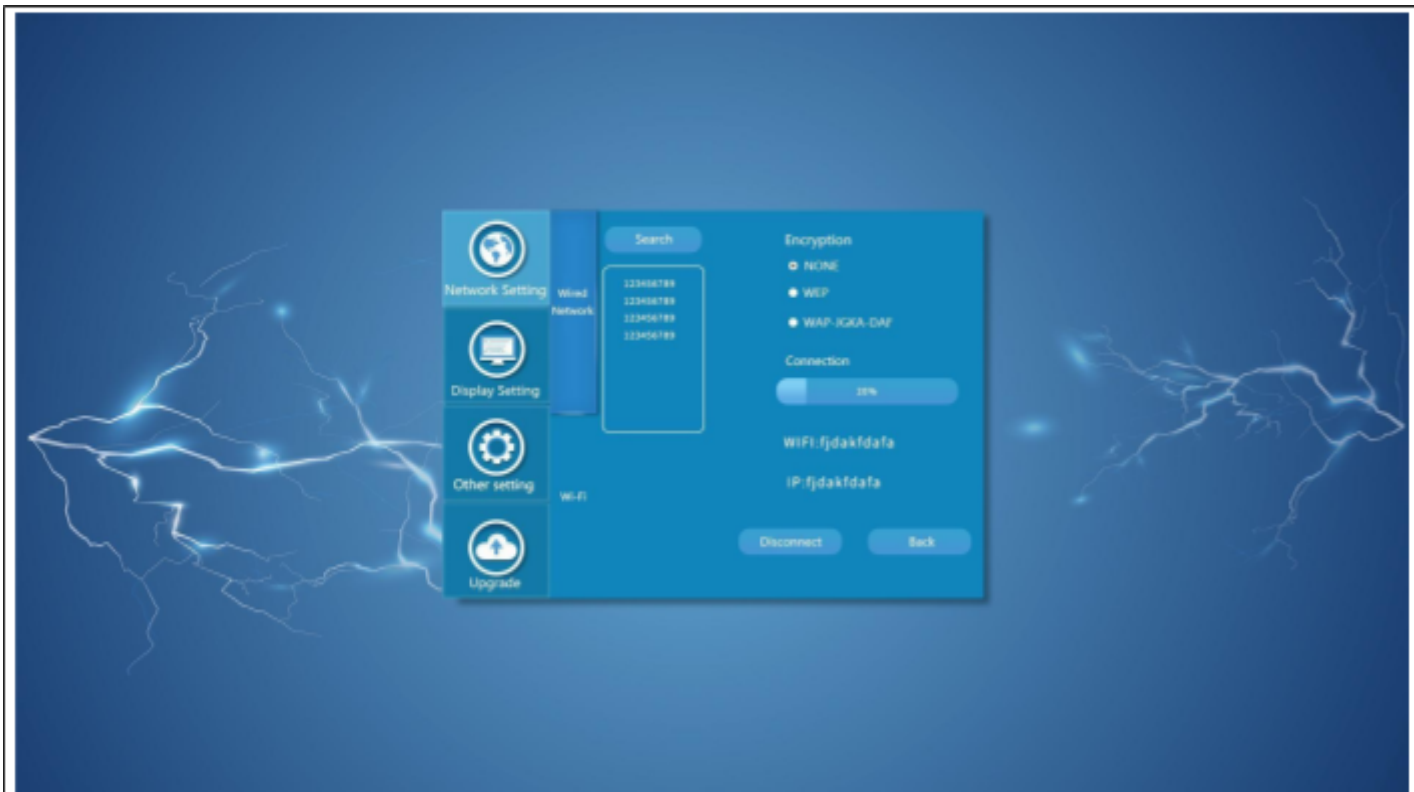 Network Setting
Display Setting
Other setting
Upgrade
Wired
Network
Wi-Fi
Search
123456789
123456789
123456789
123456789
Encryption
NONE
WEP
WAP-JGKA-DAF
Connection
20%
WIFI:fjdakfdafa
IP:fjdakfdafa
Disconnect
Back